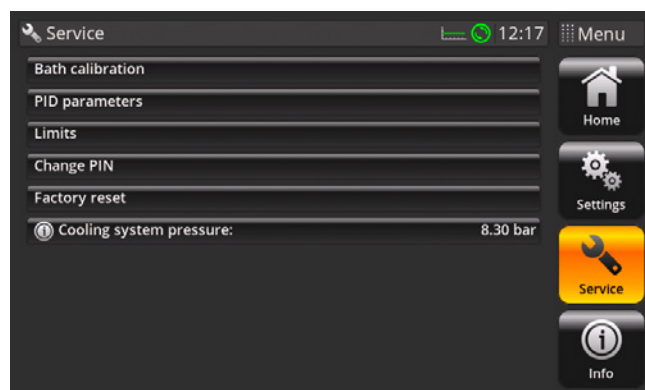 Service 12:17 Menu
Bath calibration
PID parameters
Limits
Change PIN
Factory reset
Cooling system pressure: 8.30 bar
Home
Settings
Service
Info